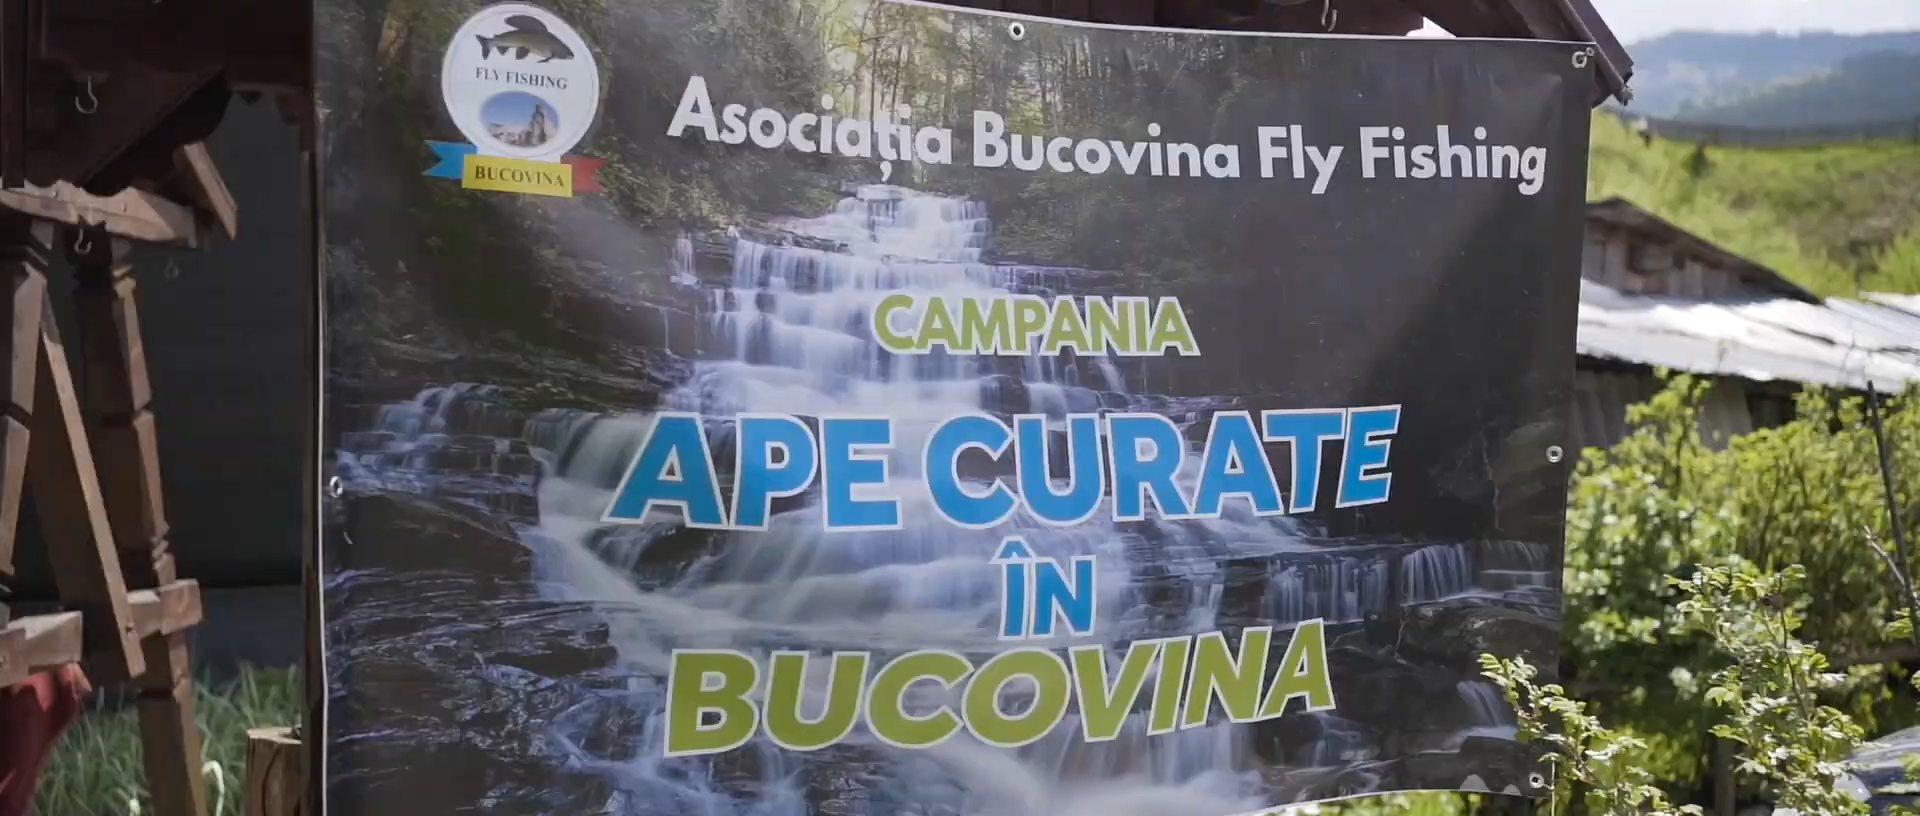 FLY FISHING
BUCOVINA
Asociația Bucovina Fly Fishing
CAMPANIA
APE CURATE
ÎN
BUCOVINA